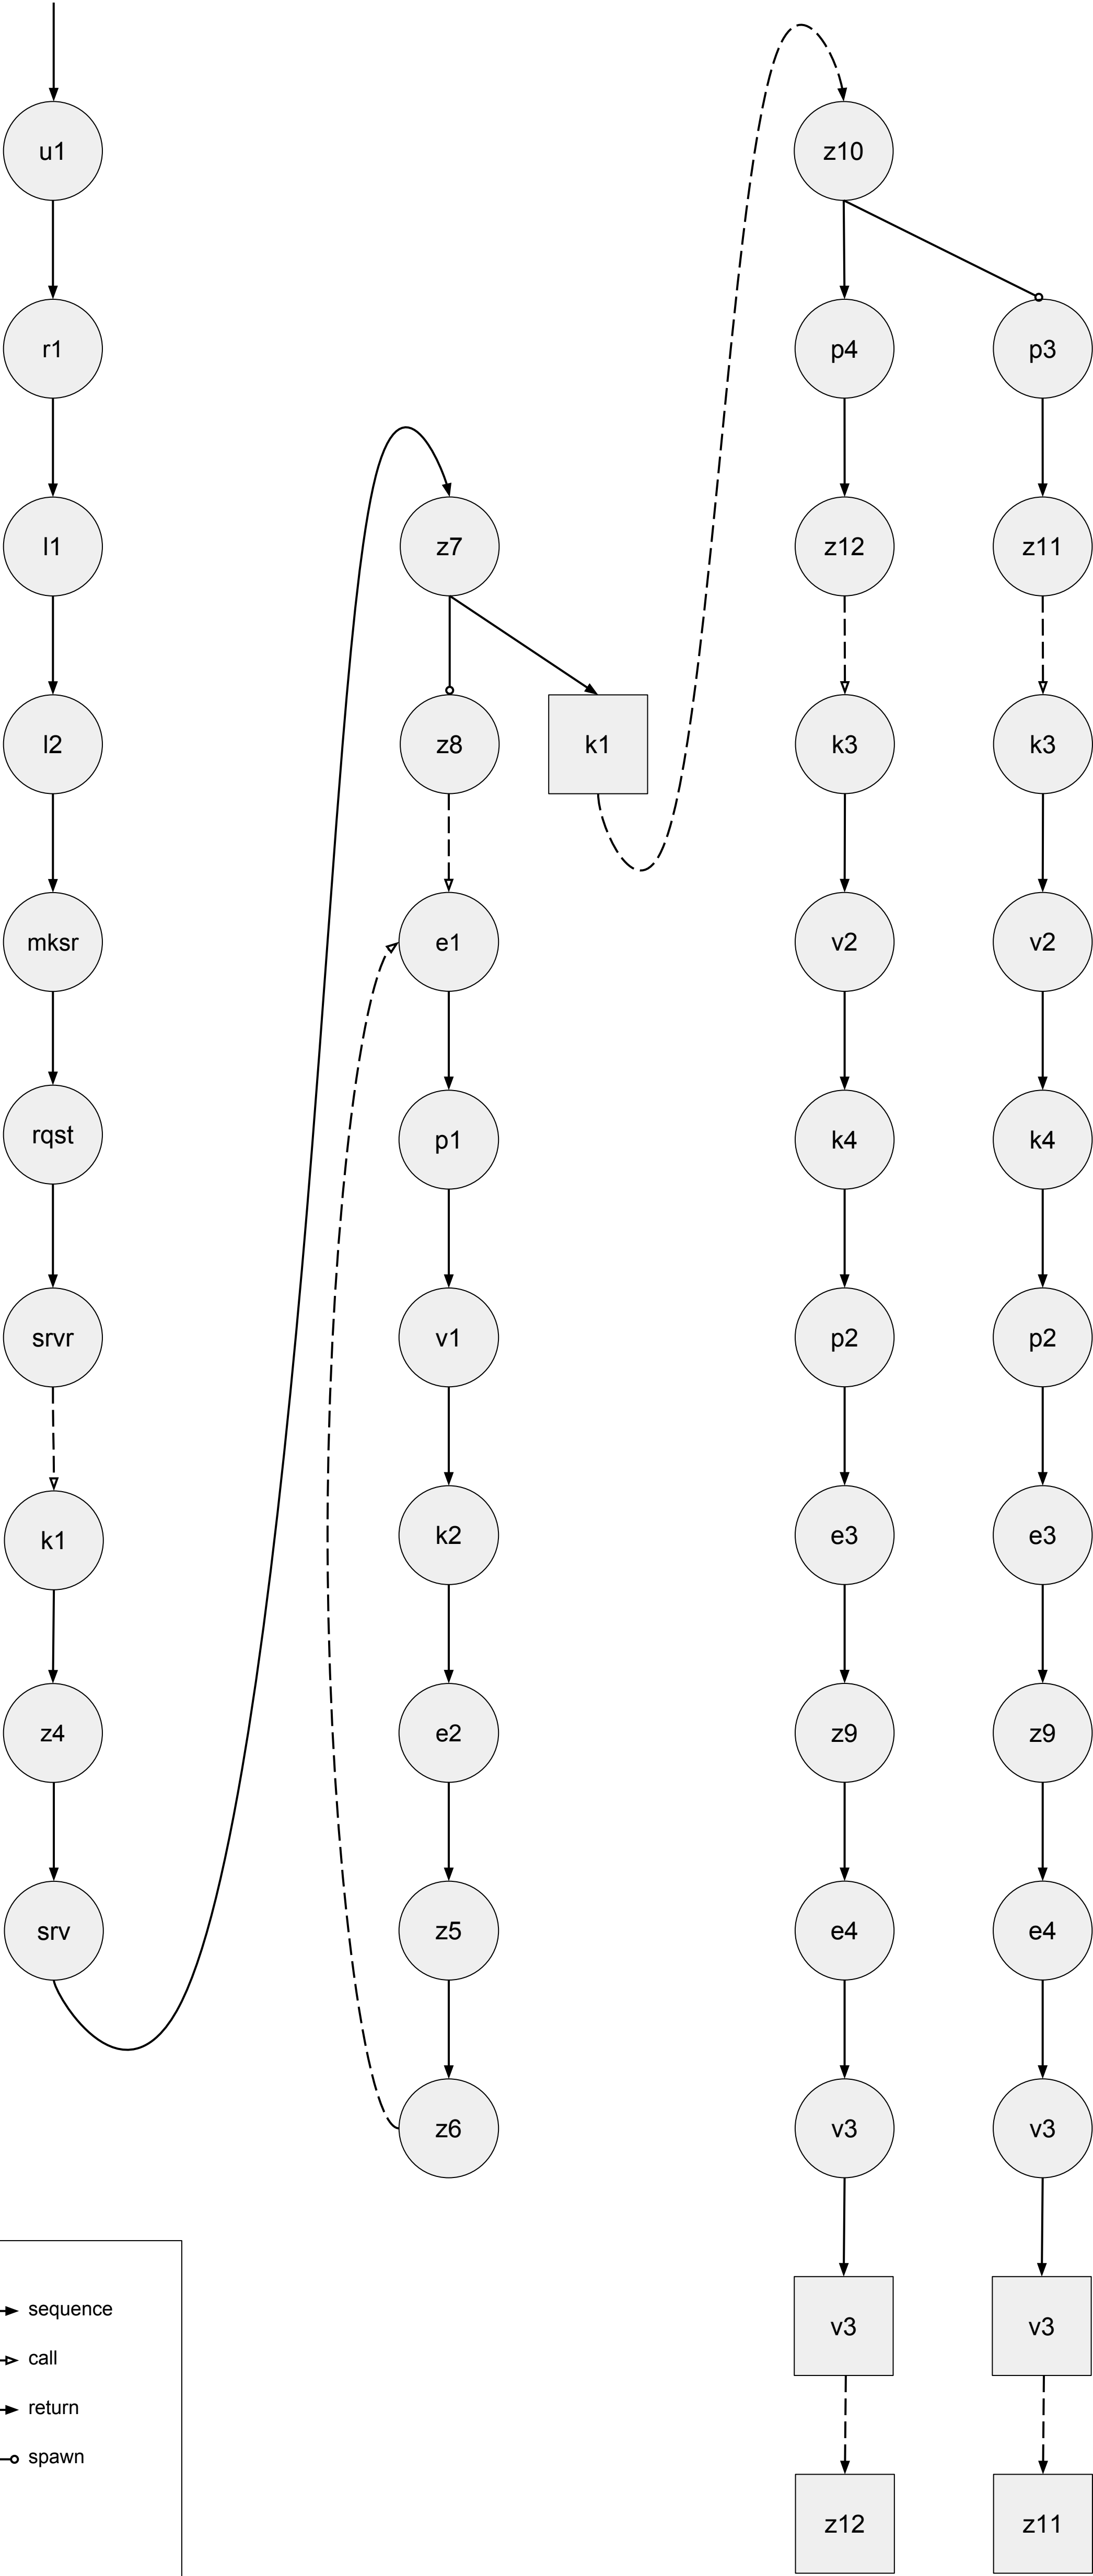 u1
r1
l1
l2
mksr
rqst
srvr
k1
z4
srv
z7
z8
k1
e1
p1
v1
k2
e2
z5
z6
z10
p4
z12
k3
v2
k4
p2
e3
z9
e4
v3
v3
z12
p3
z11
k3
v2
k4
p2
e3
z9
e4
v3
v3
z11
sequence
call
return
spawn